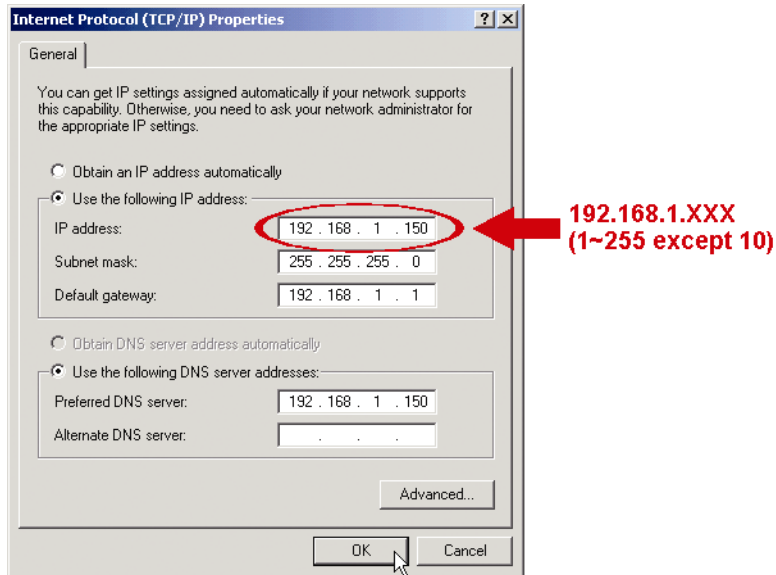 Internet Protocol (TCP/IP) Properties
General
You can get IP settings assigned automatically if your network supports
this capability. Otherwise, you need to ask your network administrator for
the appropriate IP settings.
Obtain an IP address automatically
Use the following IP address:
IP address: 192 . 168 . 1 . 150
192.168.1.XXX
(1~255 except 10)
Subnet mask: 255 . 255 . 255 . 0
Default gateway: 192 . 168 . 1 . 1
Obtain DNS server address automatically
Use the following DNS server addresses:
Preferred DNS server: 192 . 168 . 1 . 150
Alternate DNS server: . . .
Advanced...
OK Cancel